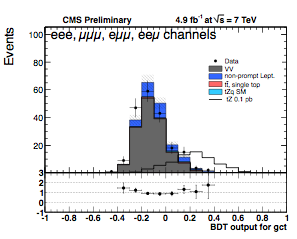 CMS Preliminary 4.9 fb⁻¹ at √s = 7 TeV
eee, μμμ, eμμ, eeμ channels
Events
Data
VV
non-prompt Lept.
tt̄, single top
tZq SM
tZ 0.1 pb
100
80
60
40
20
3
2
1
0
-1
-1 -0.8 -0.6 -0.4 -0.2 0 0.2 0.4 0.6 0.8 1
BDT output for gct